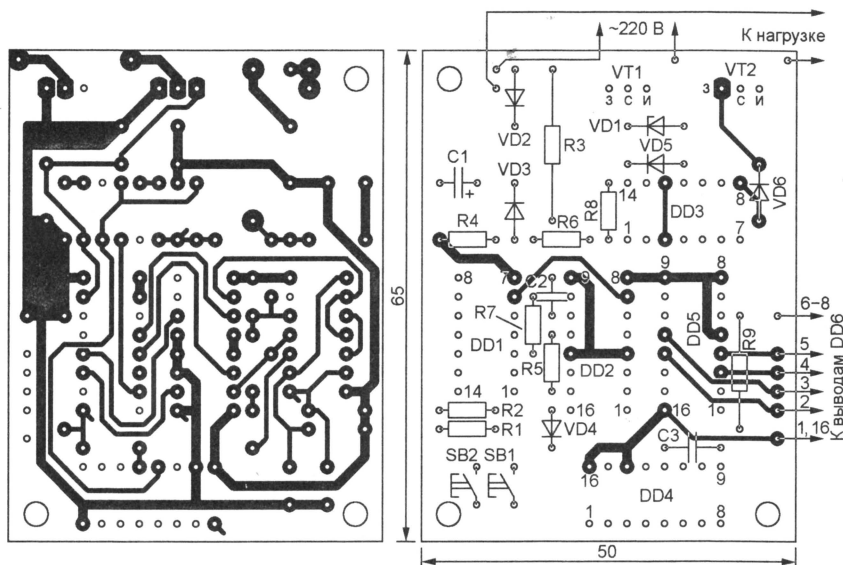 ~220 В
К нагрузке
VT1
VT2
з с и
з с и
VD2
R3
VD1
VD5
C1
+
VD3
14
R8
DD3
8
VD6
R4
R6
1
7
65
8
7
C2
9
8
9
8
R7
DD1
R5
DD2
DD5
R9
6–8
5
4
3
2
1, 16
К выводам DD6
14
1
16
1
16
1
R2
R1
VD4
C3
SB2
SB1
16
9
DD4
1
8
50